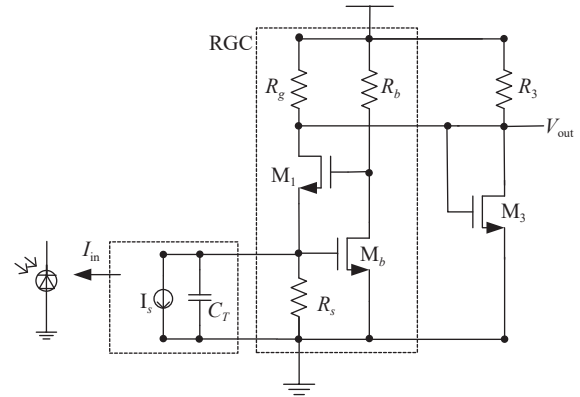 RGC
R_g
R_b
R_3
V_out
M_1
M_3
I_in
M_b
I_s
C_T
R_s